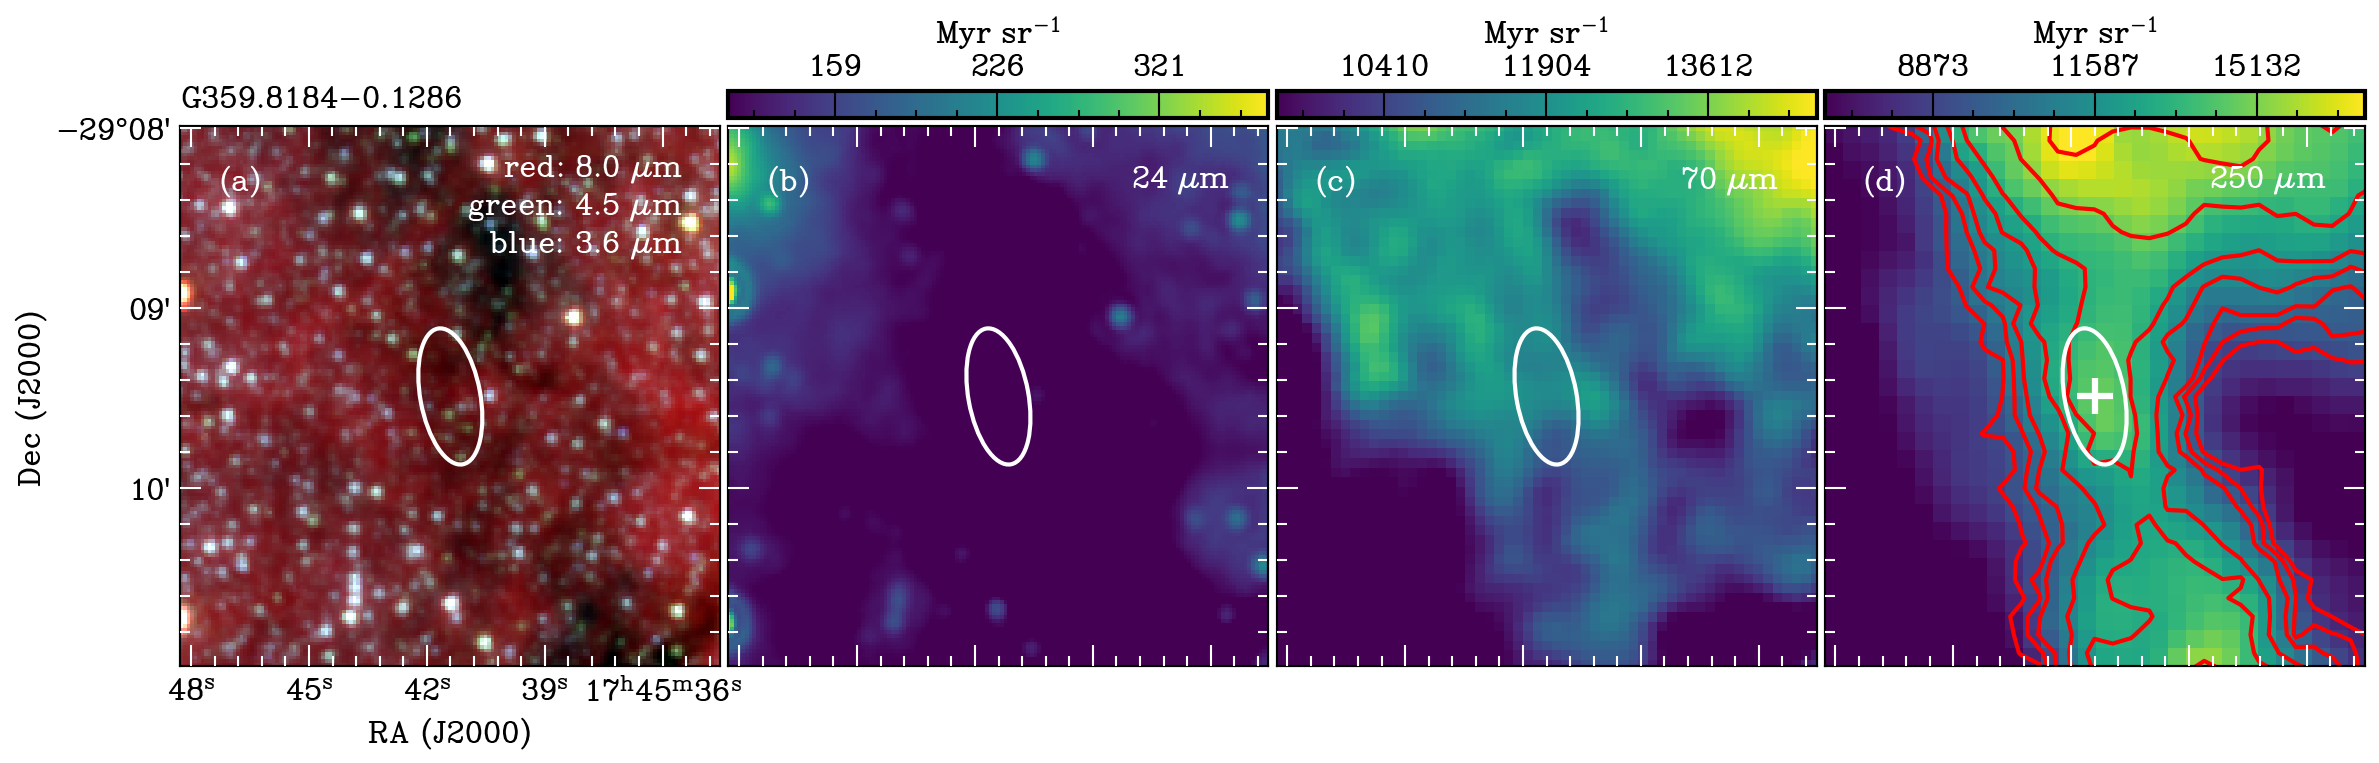 Myr sr⁻¹
159 226 321
Myr sr⁻¹
10410 11904 13612
Myr sr⁻¹
8873 11587 15132
G359.8184−0.1286
−29°08'
09'
10'
Dec (J2000)
(a)
red: 8.0 μm
green: 4.5 μm
blue: 3.6 μm
(b)
24 μm
(c)
70 μm
(d)
250 μm
48ˢ 45ˢ 42ˢ 39ˢ 17ʰ45ᵐ36ˢ
RA (J2000)